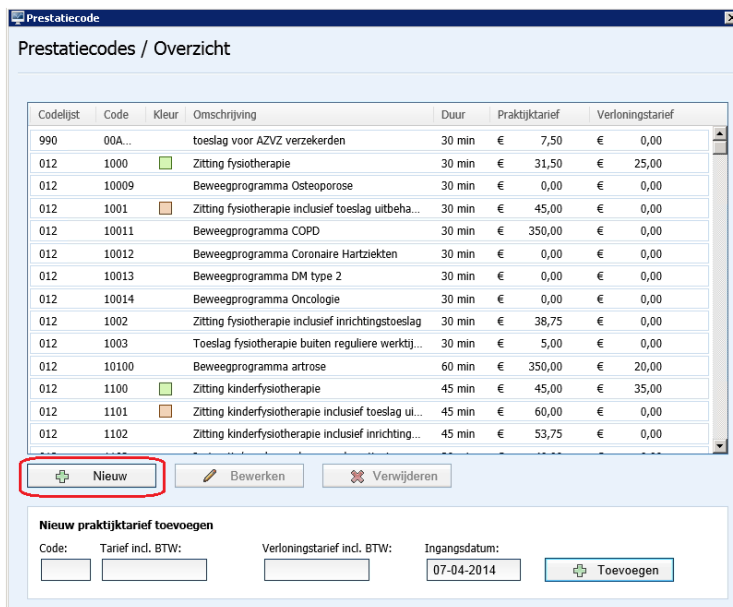 Prestatiecode
Prestatiecodes / Overzicht
Codelijst Code Kleur Omschrijving Duur Praktijktarief Verloningstarief
990 00A... toeslag voor AZVZ verzekerden 30 min € 7,50 € 0,00
012 1000 Zitting fysiotherapie 30 min € 31,50 € 25,00
012 10009 Beweegprogramma Osteoporose 30 min € 0,00 € 0,00
012 1001 Zitting fysiotherapie inclusief toeslag uitbeha... 30 min € 45,00 € 0,00
012 10011 Beweegprogramma COPD 30 min € 350,00 € 0,00
012 10012 Beweegprogramma Coronaire Hartziekten 30 min € 0,00 € 0,00
012 10013 Beweegprogramma DM type 2 30 min € 0,00 € 0,00
012 10014 Beweegprogramma Oncologie 30 min € 0,00 € 0,00
012 1002 Zitting fysiotherapie inclusief inrichtingstoeslag 30 min € 38,75 € 0,00
012 1003 Toeslag fysiotherapie buiten reguliere werktij... 30 min € 5,00 € 0,00
012 10100 Beweegprogramma artrose 60 min € 350,00 € 20,00
012 1100 Zitting kinderfysiotherapie 45 min € 45,00 € 35,00
012 1101 Zitting kinderfysiotherapie inclusief toeslag ui... 45 min € 60,00 € 0,00
012 1102 Zitting kinderfysiotherapie inclusief inrichting... 45 min € 53,75 € 0,00
Nieuw Bewerken Verwijderen
Nieuw praktijktarief toevoegen
Code: Tarief incl. BTW: Verloningstarief incl. BTW: Ingangsdatum:
07-04-2014 Toevoegen